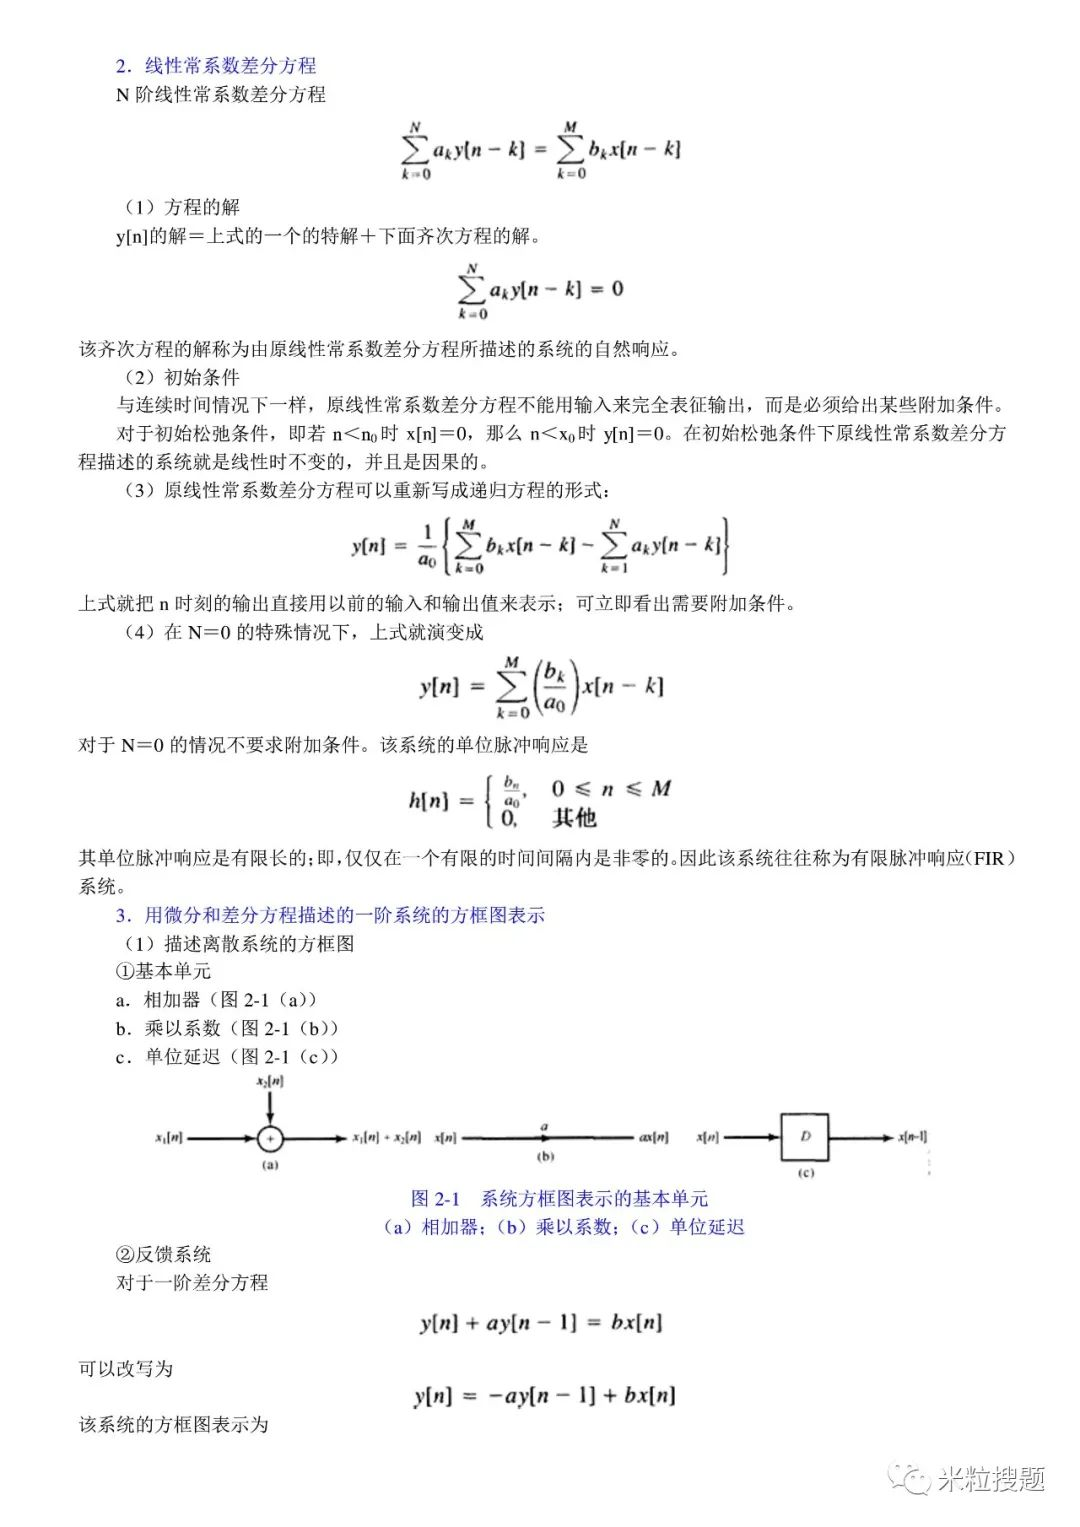 2．线性常系数差分方程
N 阶线性常系数差分方程
\sum_{k=0}^{N} a_k y[n-k] = \sum_{k=0}^{M} b_k x[n-k]
（1）方程的解
y[n]的解＝上式的一个的特解＋下面齐次方程的解。
\sum_{k=0}^{N} a_k y[n-k] = 0
该齐次方程的解称为由原线性常系数差分方程所描述的系统的自然响应。
（2）初始条件
与连续时间情况下一样，原线性常系数差分方程不能用输入来完全表征输出，而是必须给出某些附加条件。
对于初始松弛条件，即若 n＜n₀时 x[n]＝0，那么 n＜x₀时 y[n]＝0。在初始松弛条件下原线性常系数差分方
程描述的系统就是线性时不变的，并且是因果的。
（3）原线性常系数差分方程可以重新写成递归方程的形式：
y[n] = \frac{1}{a_0} \left\{ \sum_{k=0}^{M} b_k x[n-k] - \sum_{k=1}^{N} a_k y[n-k] \right\}
上式就把 n 时刻的输出直接用以前的输入和输出值来表示；可立即看出需要附加条件。
（4）在 N＝0 的特殊情况下，上式就演变成
y[n] = \sum_{k=0}^{M} \left( \frac{b_k}{a_0} \right) x[n-k]
对于 N＝0 的情况不要求附加条件。该系统的单位脉冲响应是
h[n] = \begin{cases} \frac{b_n}{a_0}, & 0 \leqslant n \leqslant M \\ 0, & 其他 \end{cases}
其单位脉冲响应是有限长的；即，仅仅在一个有限的时间间隔内是非零的。因此该系统往往称为有限脉冲响应（FIR）
系统。
3．用微分和差分方程描述的一阶系统的方框图表示
（1）描述离散系统的方框图
①基本单元
a．相加器（图 2-1（a））
b．乘以系数（图 2-1（b））
c．单位延迟（图 2-1（c））
x₂[n]
x₁[n] + x₁[n] + x₂[n] x[n] a ax[n] x[n] D x[n-1]
(a) (b) (c)
图 2-1 系统方框图表示的基本单元
（a）相加器；（b）乘以系数；（c）单位延迟
②反馈系统
对于一阶差分方程
y[n] + ay[n − 1] = bx[n]
可以改写为
y[n] = −ay[n − 1] + bx[n]
该系统的方框图表示为
米粒搜题